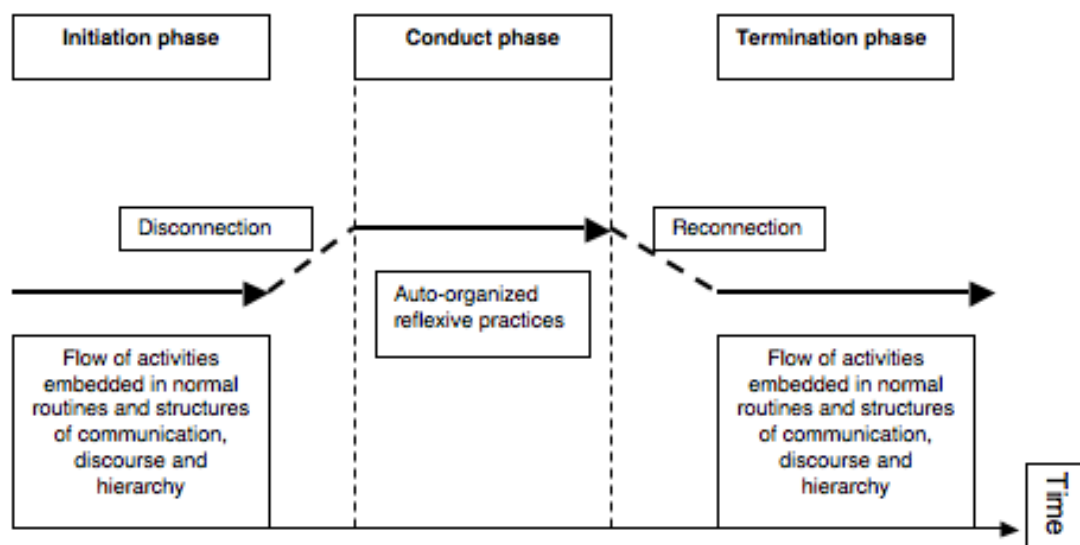 Initiation phase
Conduct phase
Termination phase
Disconnection
Reconnection
Auto-organized
reflexive practices
Flow of activities
embedded in normal
routines and structures
of communication,
discourse and
hierarchy
Flow of activities
embedded in normal
routines and structures
of communication,
discourse and
hierarchy
Time